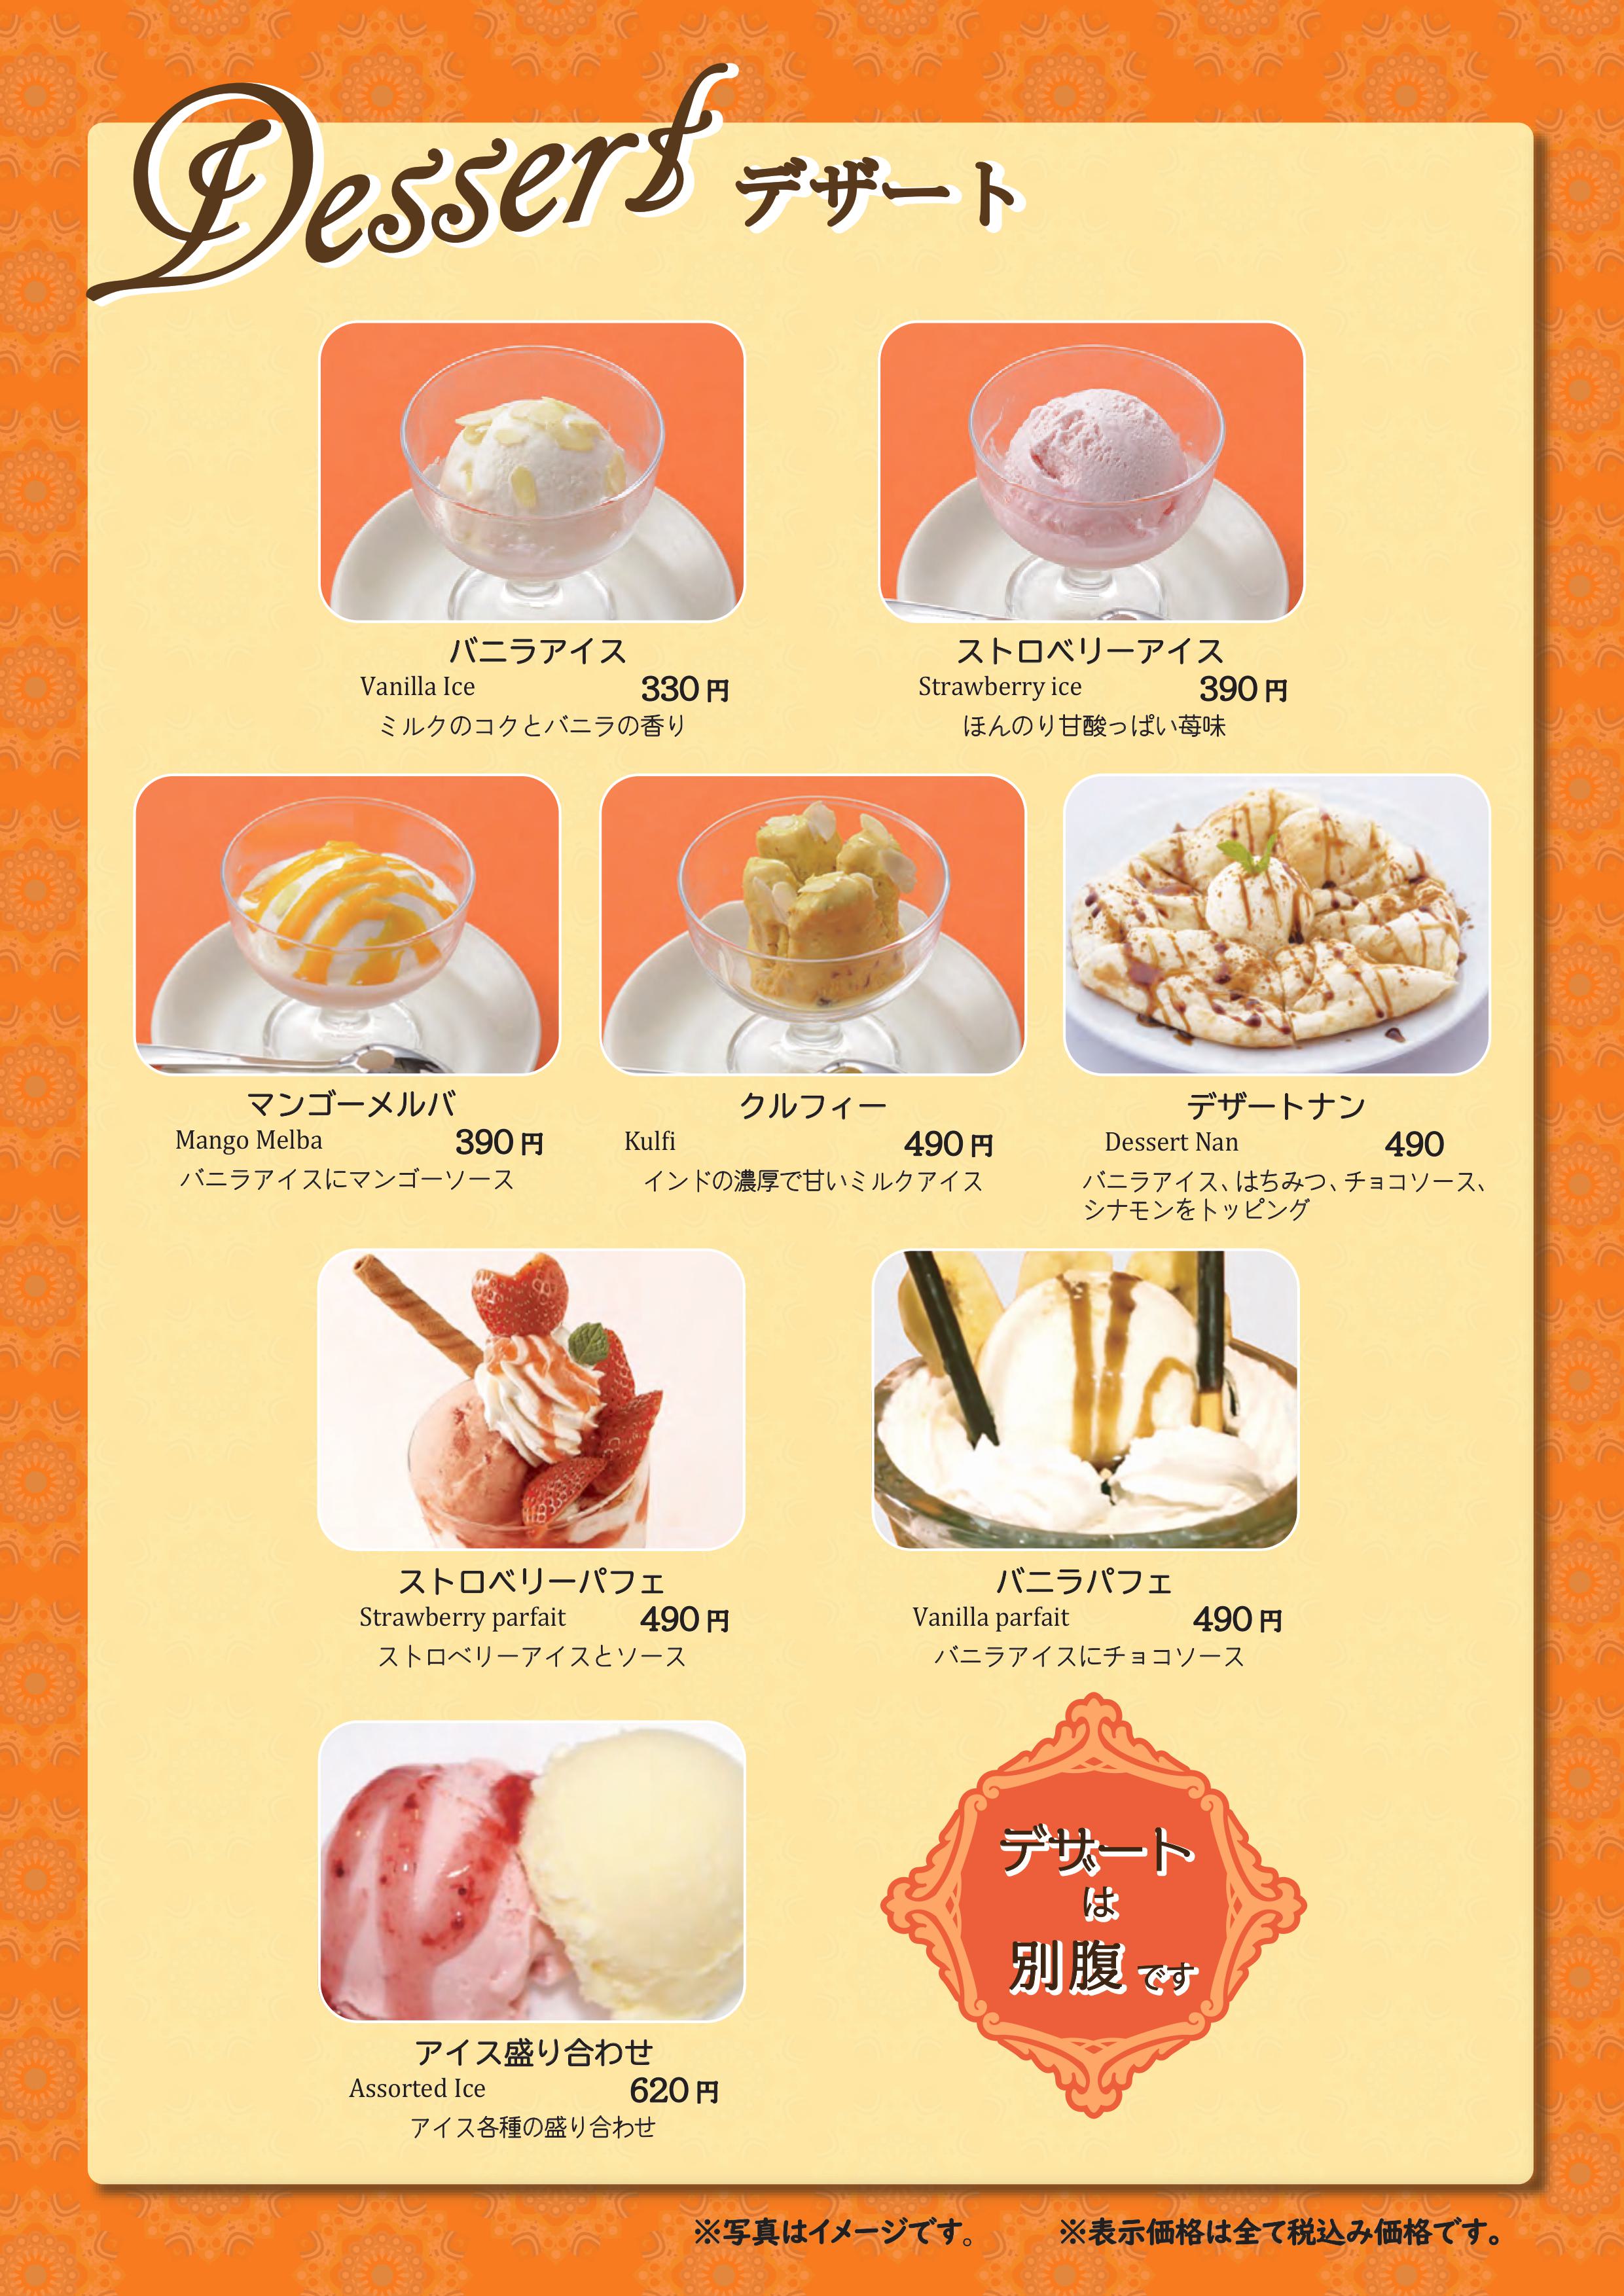 Dessert デザート
バニラアイス
Vanilla Ice 330円
ミルクのコクとバニラの香り
ストロベリーアイス
Strawberry ice 390円
ほんのり甘酸っぱい苺味
マンゴーメルバ
Mango Melba 390円
バニラアイスにマンゴーソース
クルフィー
Kulfi 490円
インドの濃厚で甘いミルクアイス
デザートナン
Dessert Nan 490
バニラアイス、はちみつ、チョコソース、
シナモンをトッピング
ストロベリーパフェ
Strawberry parfait 490円
ストロベリーアイスとソース
バニラパフェ
Vanilla parfait 490円
バニラアイスにチョコソース
アイス盛り合わせ
Assorted Ice 620円
アイス各種の盛り合わせ
デザート
は
別腹です
※写真はイメージです。 ※表示価格は全て税込み価格です。